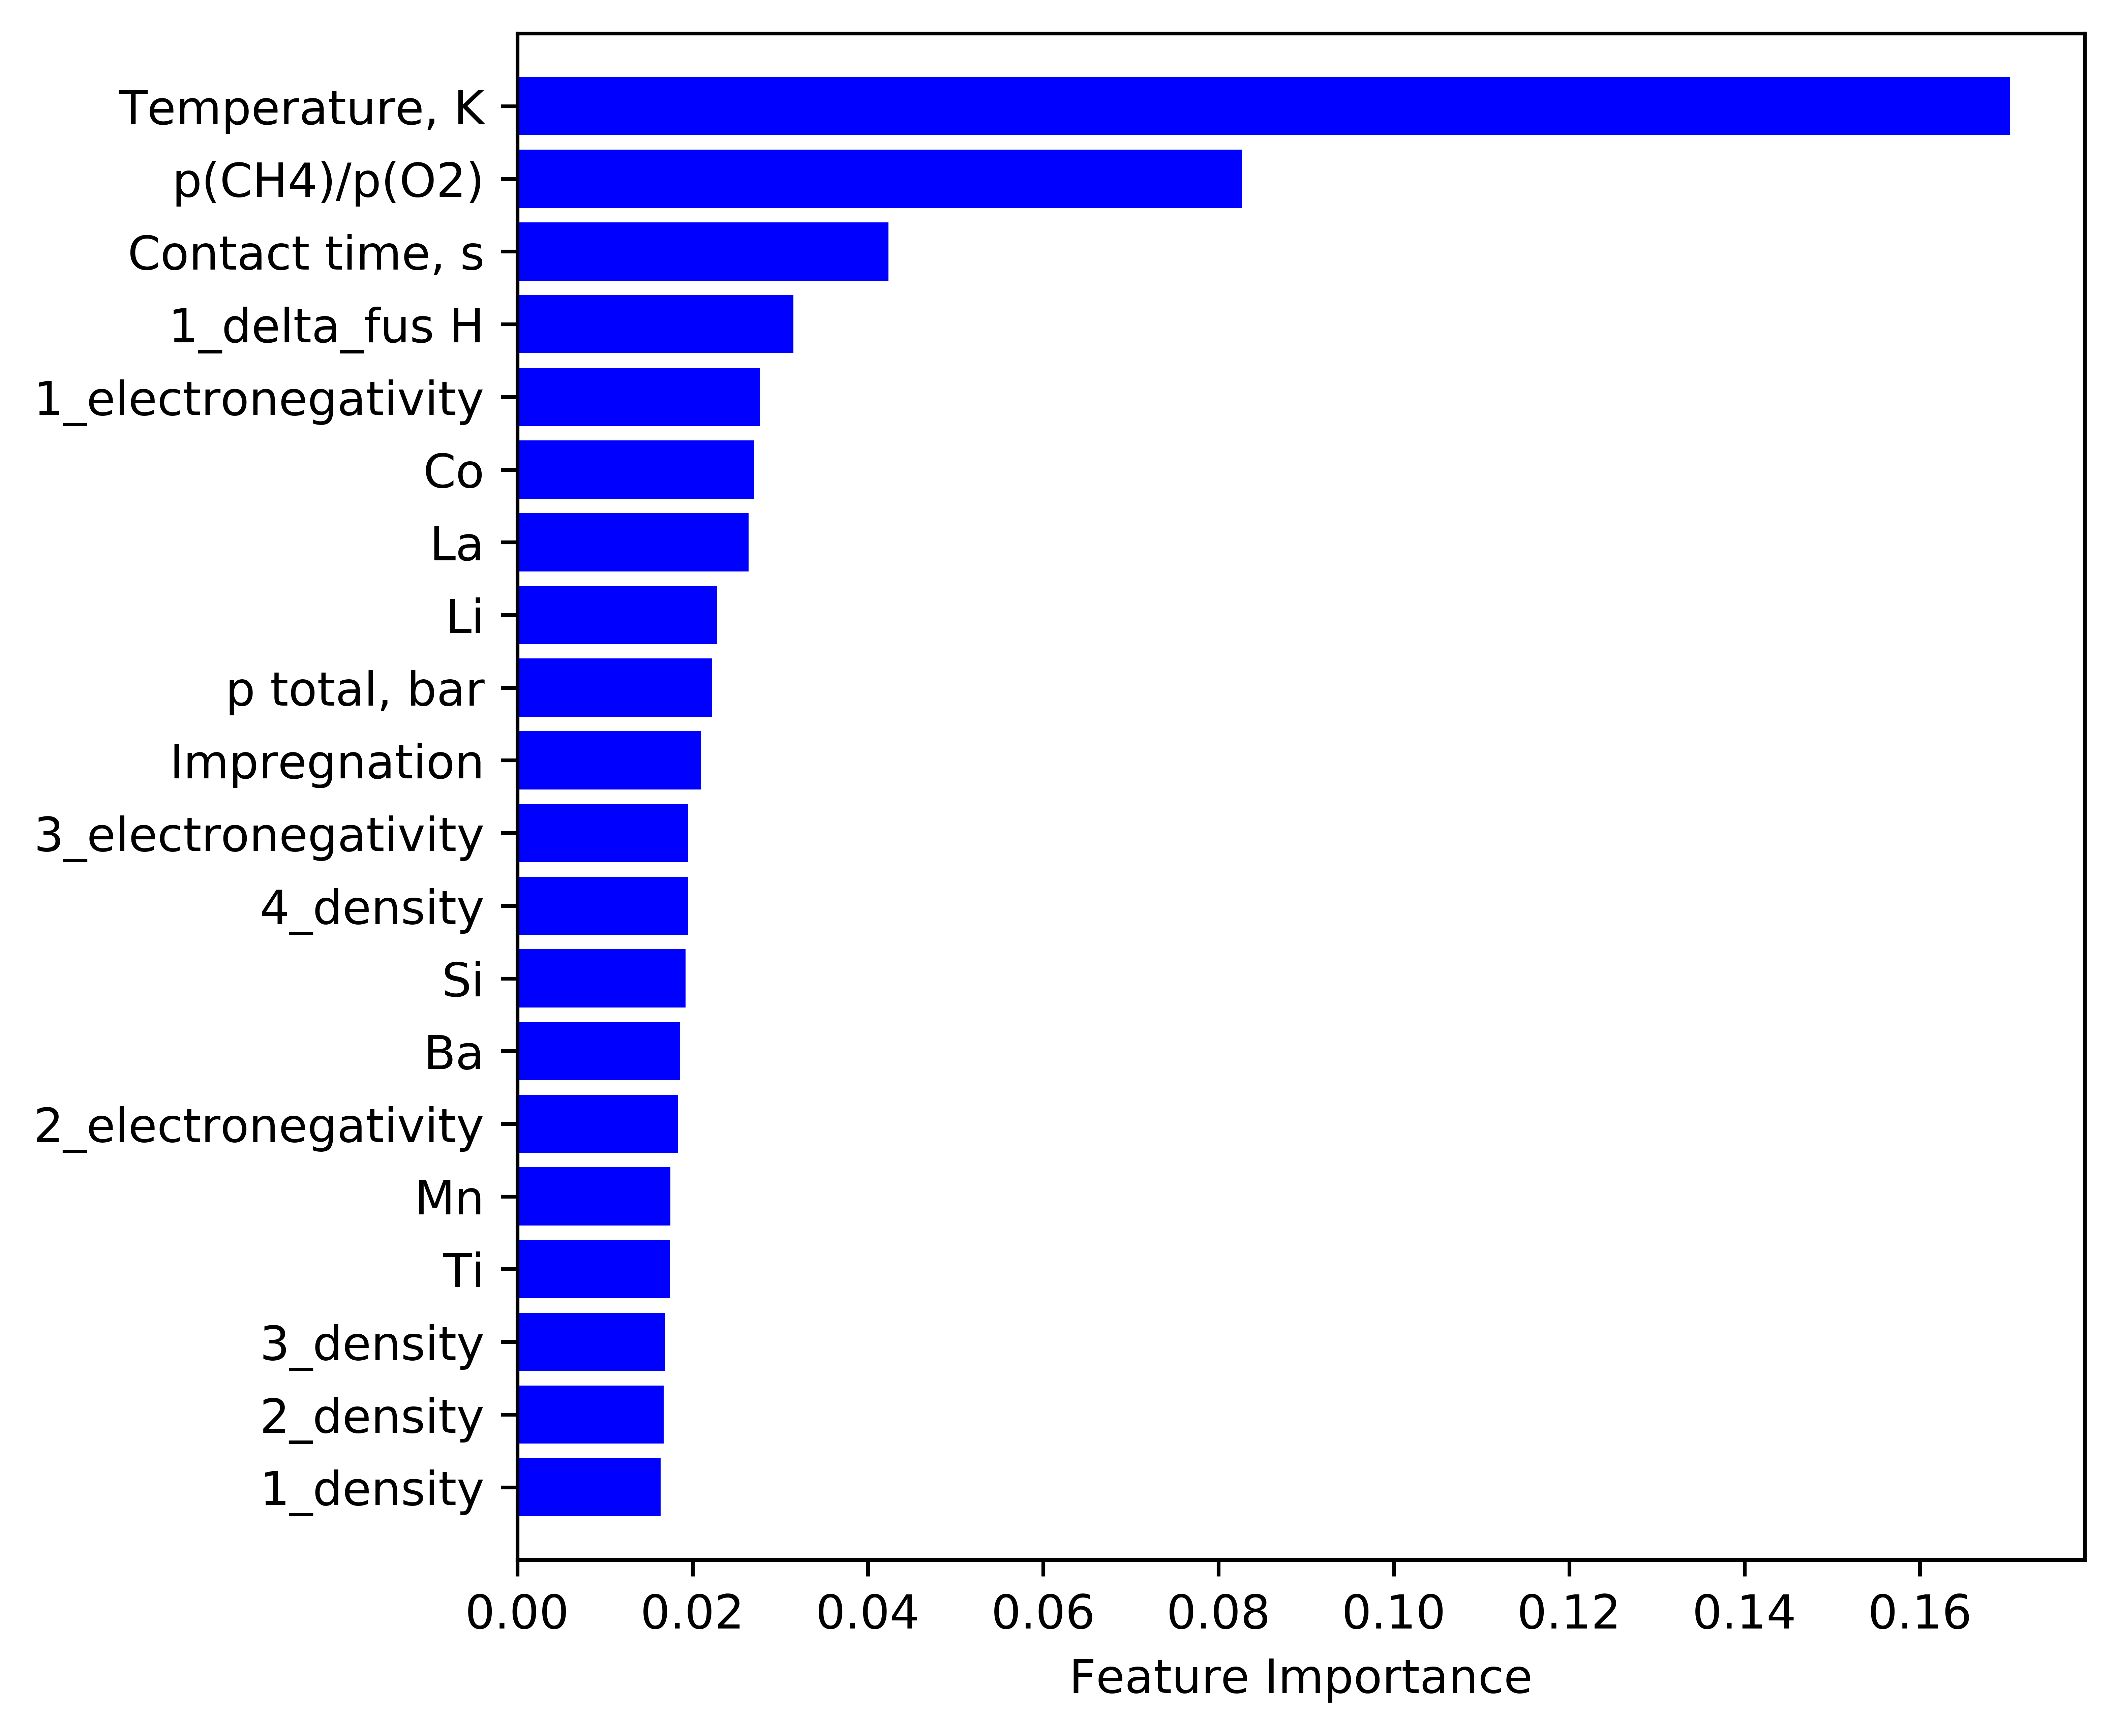 Temperature, K
p(CH4)/p(O2)
Contact time, s
1_delta_fus H
1_electronegativity
Co
La
Li
p total, bar
Impregnation
3_electronegativity
4_density
Si
Ba
2_electronegativity
Mn
Ti
3_density
2_density
1_density
0.00 0.02 0.04 0.06 0.08 0.10 0.12 0.14 0.16
Feature Importance